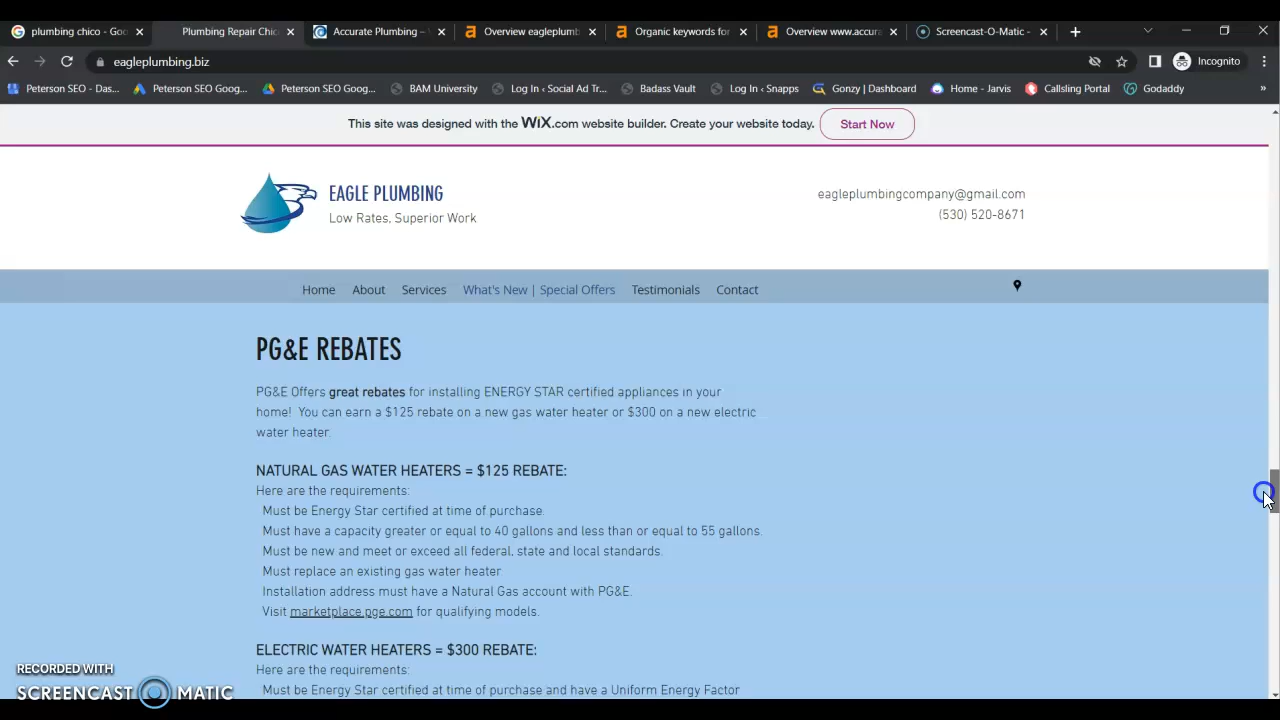 plumbing chico - Goo
Plumbing Repair Chic
Accurate Plumbing –
Overview eagleplumb
Organic keywords for
Overview www.accura
Screencast-O-Matic -
eagleplumbing.biz
Incognito
Peterson SEO - Das...
Peterson SEO Goog...
Peterson SEO Goog...
BAM University
Log In ‹ Social Ad Tr...
Badass Vault
Log In ‹ Snapps
Gonzy | Dashboard
Home - Jarvis
Callsling Portal
Godaddy
»
This site was designed with the WiX.com website builder. Create your website today.
Start Now
EAGLE PLUMBING
Low Rates, Superior Work
eagleplumbingcompany@gmail.com
(530) 520-8671
Home
About
Services
What's New | Special Offers
Testimonials
Contact
PG&E REBATES
PG&E Offers great rebates for installing ENERGY STAR certified appliances in your
home! You can earn a $125 rebate on a new gas water heater or $300 on a new electric
water heater.
NATURAL GAS WATER HEATERS = $125 REBATE:
Here are the requirements:
Must be Energy Star certified at time of purchase.
Must have a capacity greater or equal to 40 gallons and less than or equal to 55 gallons.
Must be new and meet or exceed all federal, state and local standards.
Must replace an existing gas water heater.
Installation address must have a Natural Gas account with PG&E.
Visit marketplace.pge.com for qualifying models.
ELECTRIC WATER HEATERS = $300 REBATE:
Here are the requirements:
Must be Energy Star certified at time of purchase and have a Uniform Energy Factor
RECORDED WITH
SCREENCAST MATIC